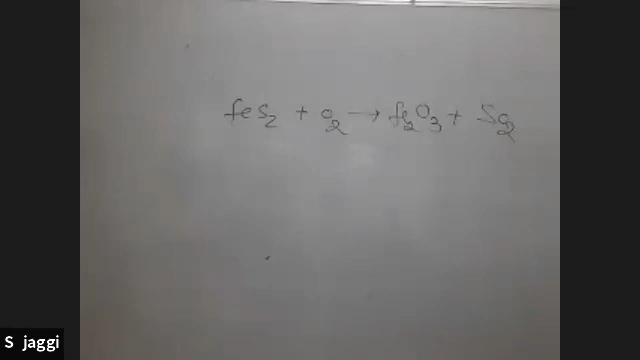 feS₂ + O₂ → fe₂O₃ + SO₂
S jaggi